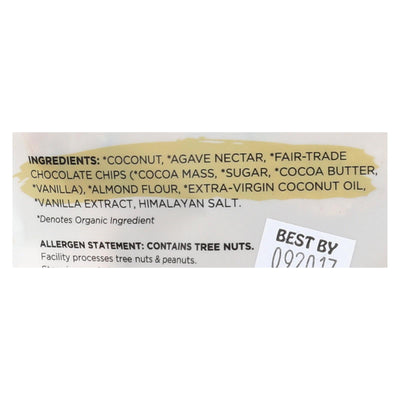 INGREDIENTS: *COCONUT, *AGAVE NECTAR, *FAIR-TRADE
CHOCOLATE CHIPS (*COCOA MASS, *SUGAR, *COCOA BUTTER,
*VANILLA), *ALMOND FLOUR, *EXTRA-VIRGIN COCONUT OIL,
*VANILLA EXTRACT, HIMALAYAN SALT.
*Denotes Organic Ingredient
ALLERGEN STATEMENT: CONTAINS TREE NUTS.
Facility processes tree nuts & peanuts.
BEST BY
092017